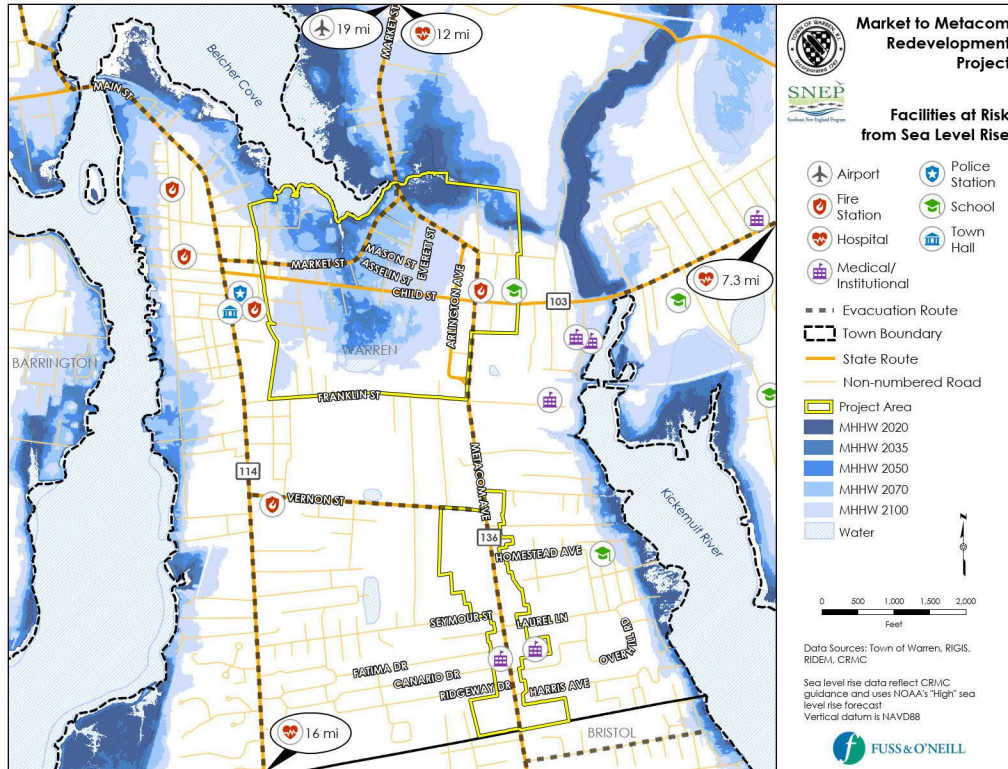 19 mi
MARKET ST
12 mi
Belcher Cove
MAIN ST
MARKET ST
MASON ST
ASSELIN ST
EVERETT ST
CHILD ST
ARLINGTON AVE
103
7.3 mi
BARRINGTON
WARREN
FRANKLIN ST
METACOM AVE
114
VERNON ST
136
Kickemuit River
HOMESTEAD AVE
SEYMOUR ST
LAUREL LN
FATIMA DR
CANARIO DR
RIDGEWAY DR
HARRIS AVE
16 mi
BRISTOL
TOWN OF WARREN, R.I.
Incorporated 1747
Market to Metacom
Redevelopment
Project
SNEP
Southeast New England Program
Facilities at Risk
from Sea Level Rise
Airport
Police
Station
Fire
Station
School
Hospital
Town
Hall
Medical/
Institutional
Evacuation Route
Town Boundary
State Route
Non-numbered Road
Project Area
MHHW 2020
MHHW 2035
MHHW 2050
MHHW 2070
MHHW 2100
Water
N
0 500 1,000 1,500 2,000
Feet
Data Sources: Town of Warren, RIGIS,
RIDEM, CRMC
Sea level rise data reflect CRMC
guidance and uses NOAA's "High" sea
level rise forecast
Vertical datum is NAVD88
FUSS & O'NEILL